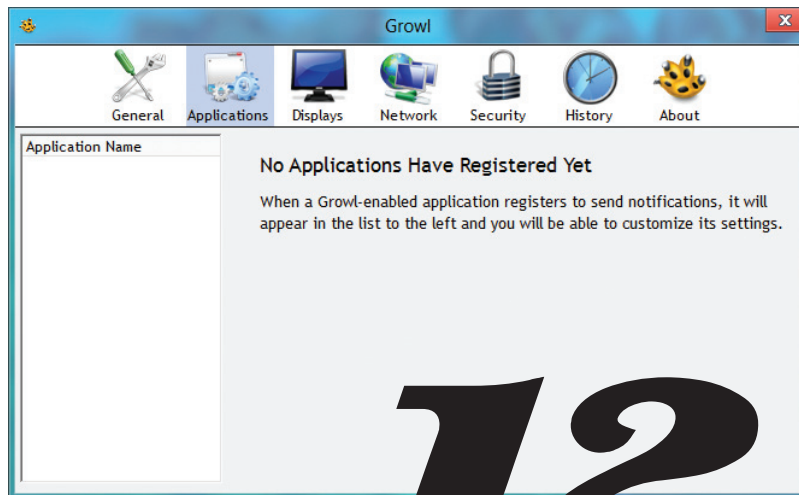 Growl
X
General Applications Displays Network Security History About
Application Name
No Applications Have Registered Yet
When a Growl-enabled application registers to send notifications, it will
appear in the list to the left and you will be able to customize its settings.
12